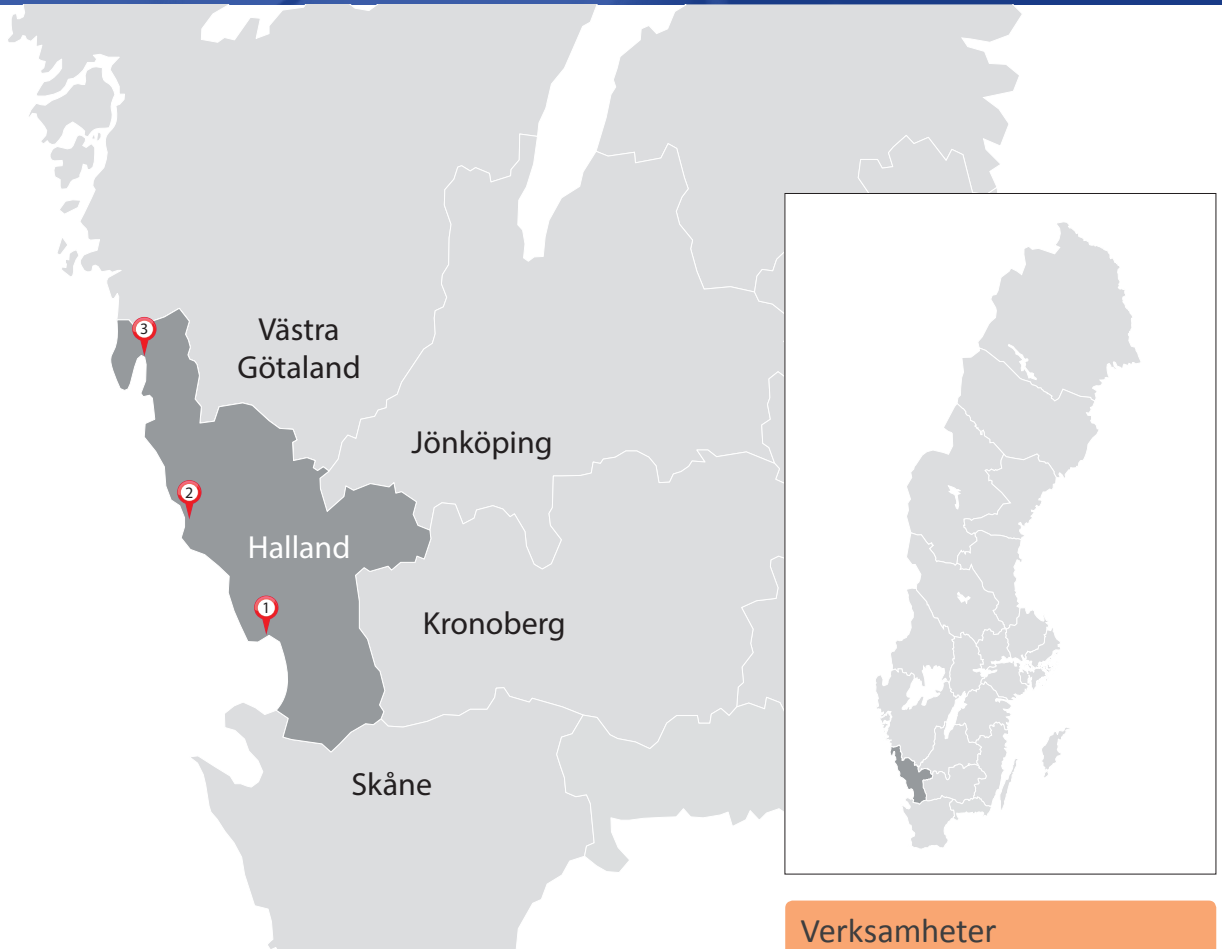 3
Västra
Götaland
Jönköping
2
Halland
1
Kronoberg
Skåne
Verksamheter